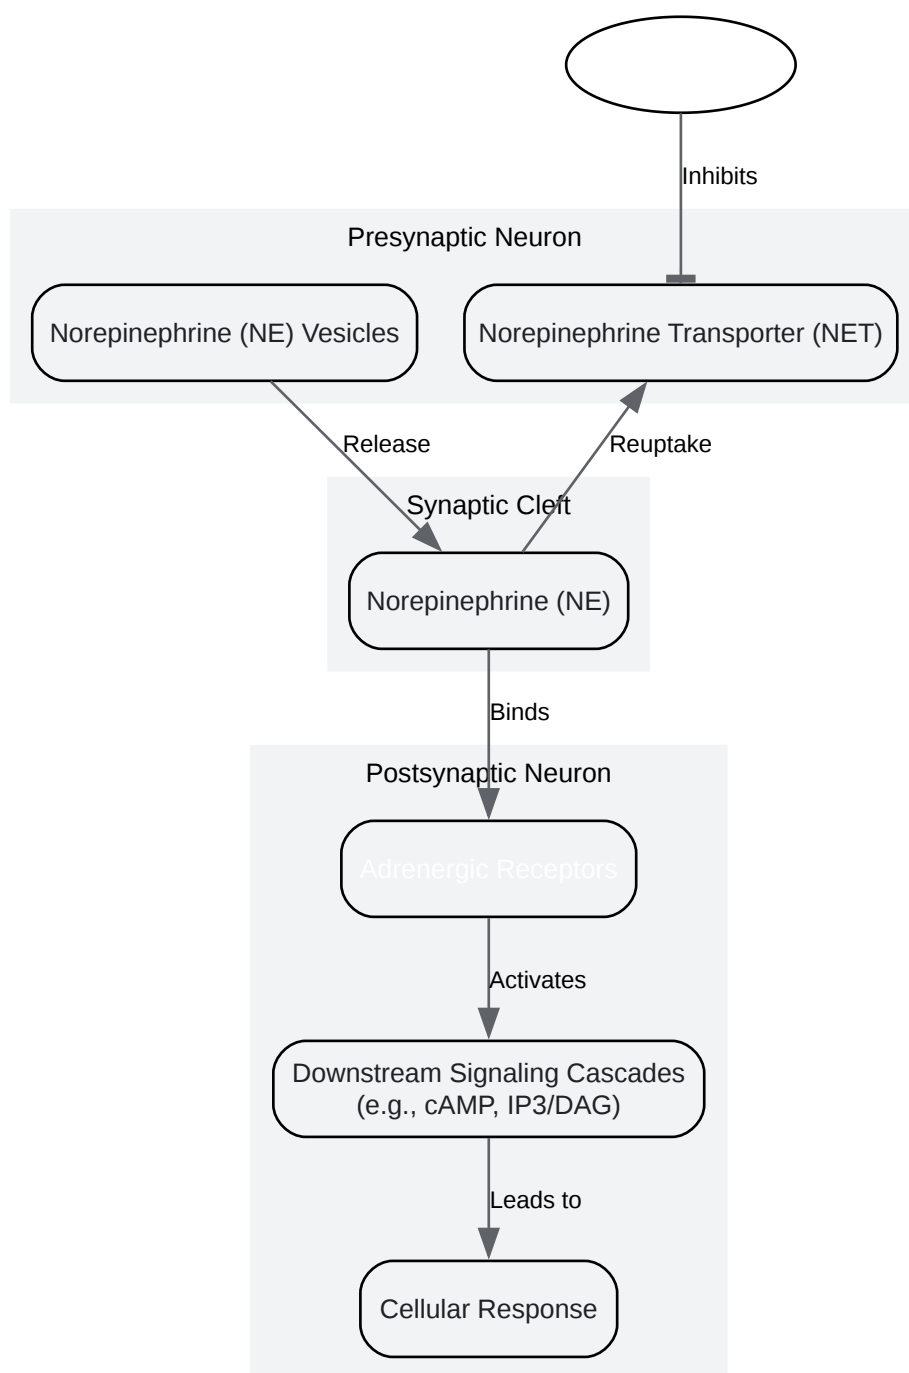 Inhibits
Presynaptic Neuron
Norepinephrine (NE) Vesicles
Norepinephrine Transporter (NET)
Release
Reuptake
Synaptic Cleft
Norepinephrine (NE)
Binds
Postsynaptic Neuron
Adrenergic Receptors
Activates
Downstream Signaling Cascades
(e.g., cAMP, IP3/DAG)
Leads to
Cellular Response